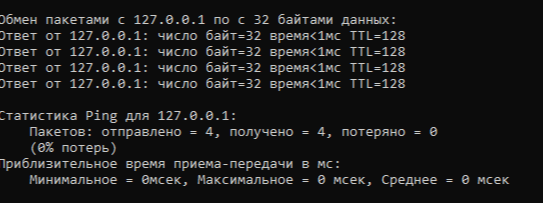 Обмен пакетами с 127.0.0.1 по с 32 байтами данных:
Ответ от 127.0.0.1: число байт=32 время<1мс TTL=128
Ответ от 127.0.0.1: число байт=32 время<1мс TTL=128
Ответ от 127.0.0.1: число байт=32 время<1мс TTL=128
Ответ от 127.0.0.1: число байт=32 время<1мс TTL=128
Статистика Ping для 127.0.0.1:
Пакетов: отправлено = 4, получено = 4, потеряно = 0
(0% потерь)
Приблизительное время приема-передачи в мс:
Минимальное = 0мсек, Максимальное = 0 мсек, Среднее = 0 мсек